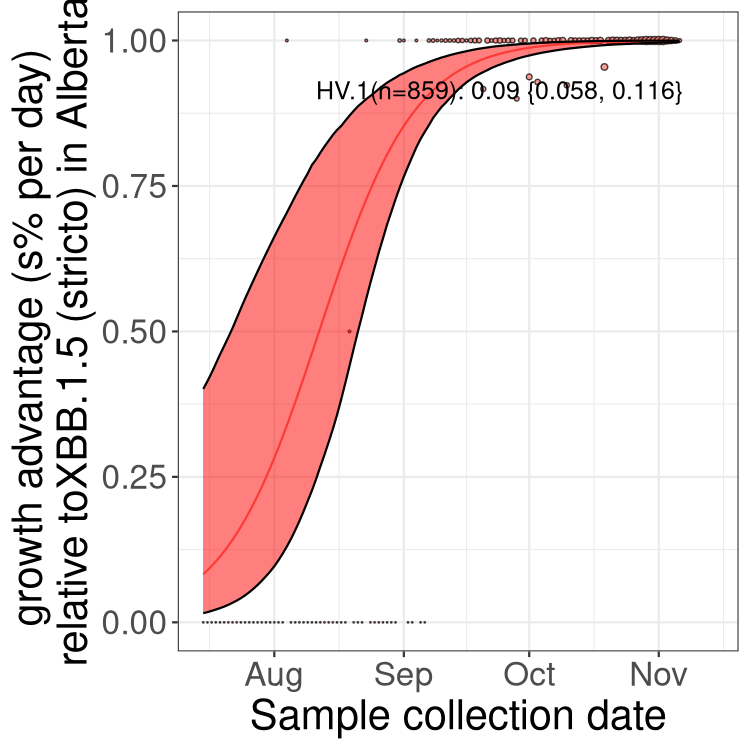 growth advantage (s% per day)
relative toXBB.1.5 (stricto) in Alberta
1.00
0.75
0.50
0.25
0.00
HV.1(n=859): 0.09 {0.058, 0.116}
Aug Sep Oct Nov
Sample collection date